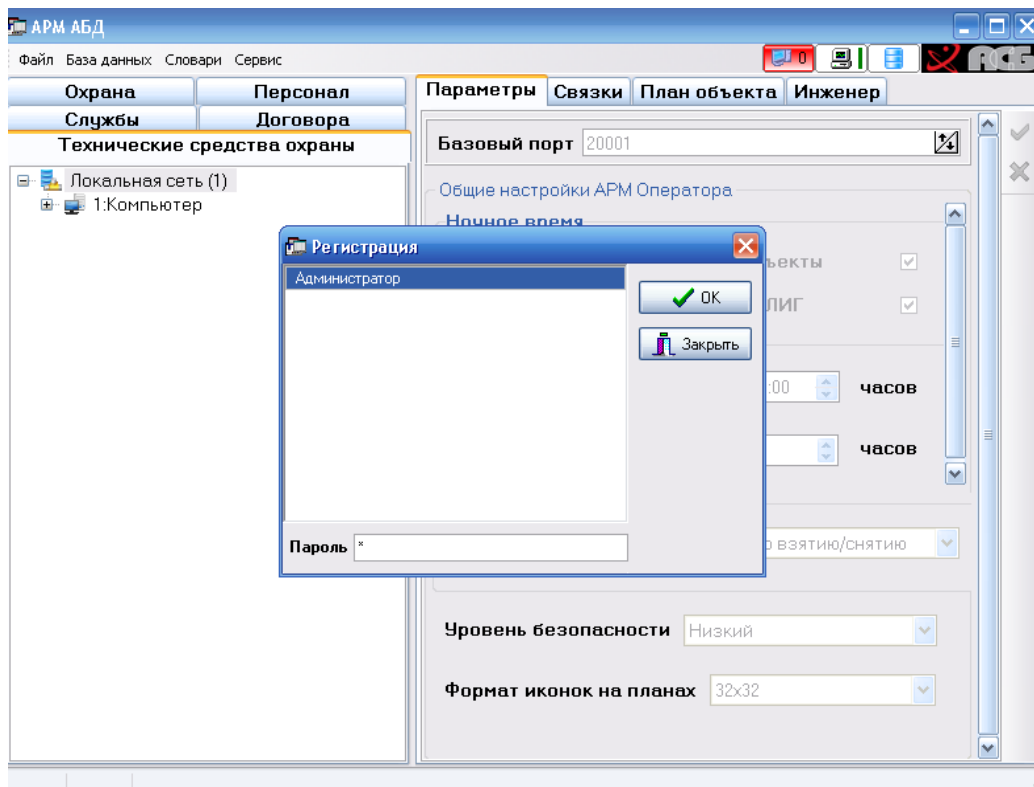 АРМ АБД
Файл База данных Словари Сервис
0
ACG
Охрана Персонал
Службы Договора
Технические средства охраны
Локальная сеть (1)
1:Компьютер
Параметры Связки План объекта Инженер
Базовый порт 20001
Общие настройки АРМ Оператора
Ночное время
Регистрация
Администратор
OK
Закрыть
Пароль *
:00 часов
часов
взятию/снятию
Уровень безопасности Низкий
Формат иконок на планах 32x32